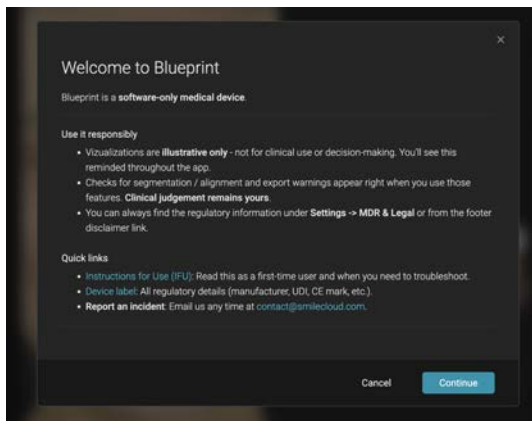 Welcome to Blueprint
Blueprint is a software-only medical device.
Use it responsibly
• Vizualizations are illustrative only - not for clinical use or decision-making. You'll see this
reminded throughout the app.
• Checks for segmentation / alignment and export warnings appear right when you use those
features. Clinical judgement remains yours.
• You can always find the regulatory information under Settings -> MDR & Legal or from the footer
disclaimer link.
Quick links
• Instructions for Use (IFU): Read this as a first-time user and when you need to troubleshoot.
• Device label: All regulatory details (manufacturer, UDI, CE mark, etc.).
• Report an incident: Email us any time at contact@smilecloud.com.
Cancel
Continue